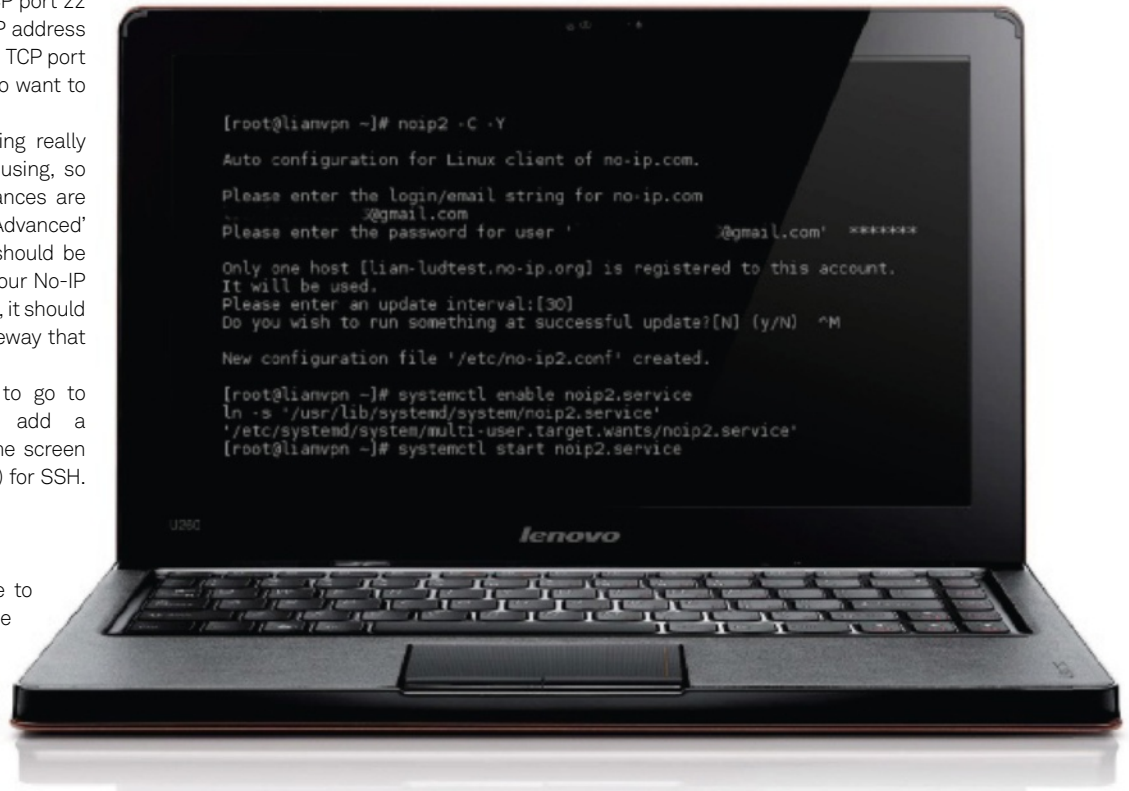 P port 22
P address
TCP port
o want to
ing really
using, so
ances are
Advanced’
should be
our No-IP
, it should
eway that
to go to
add a
ne screen
) for SSH.
e to
e
[root@liamvpn ~]# noip2 -C -Y
Auto configuration for Linux client of no-ip.com.
Please enter the login/email string for no-ip.com
@gmail.com
Please enter the password for user ' @gmail.com' *******
Only one host [liam-ludtest.no-ip.org] is registered to this account.
It will be used.
Please enter an update interval:[30]
Do you wish to run something at successful update?[N] (y/N) ^M
New configuration file '/etc/no-ip2.conf' created.
[root@liamvpn ~]# systemctl enable noip2.service
ln -s '/usr/lib/systemd/system/noip2.service'
'/etc/systemd/system/multi-user.target.wants/noip2.service'
[root@liamvpn ~]# systemctl start noip2.service
U260
lenovo